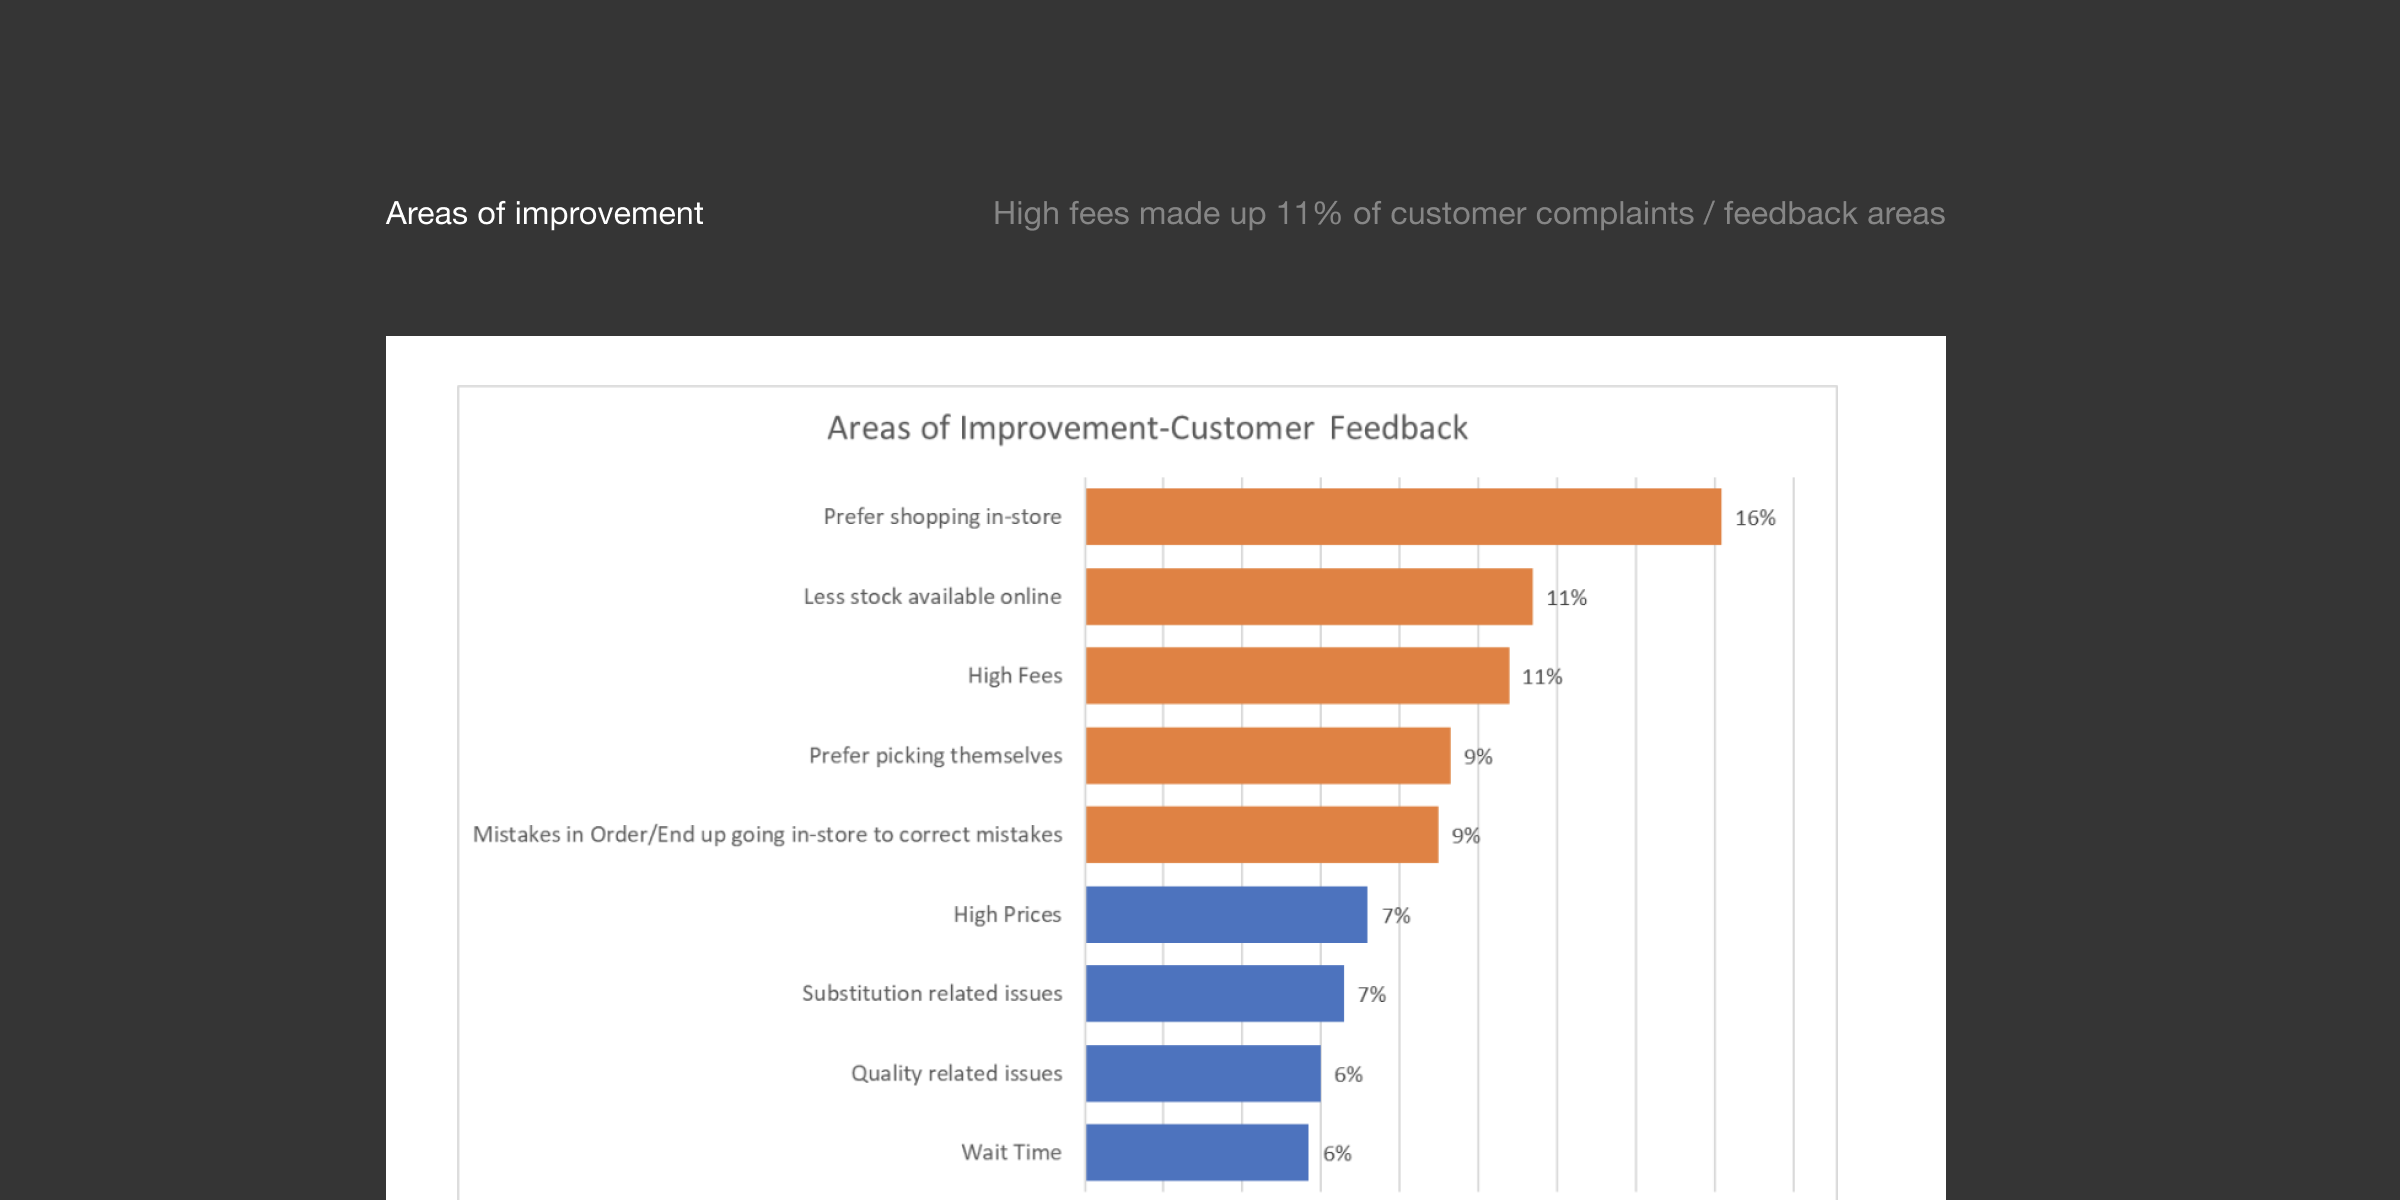 Areas of improvement
High fees made up 11% of customer complaints / feedback areas
Areas of Improvement-Customer Feedback
Prefer shopping in-store 16%
Less stock available online 11%
High Fees 11%
Prefer picking themselves 9%
Mistakes in Order/End up going in-store to correct mistakes 9%
High Prices 7%
Substitution related issues 7%
Quality related issues 6%
Wait Time 6%